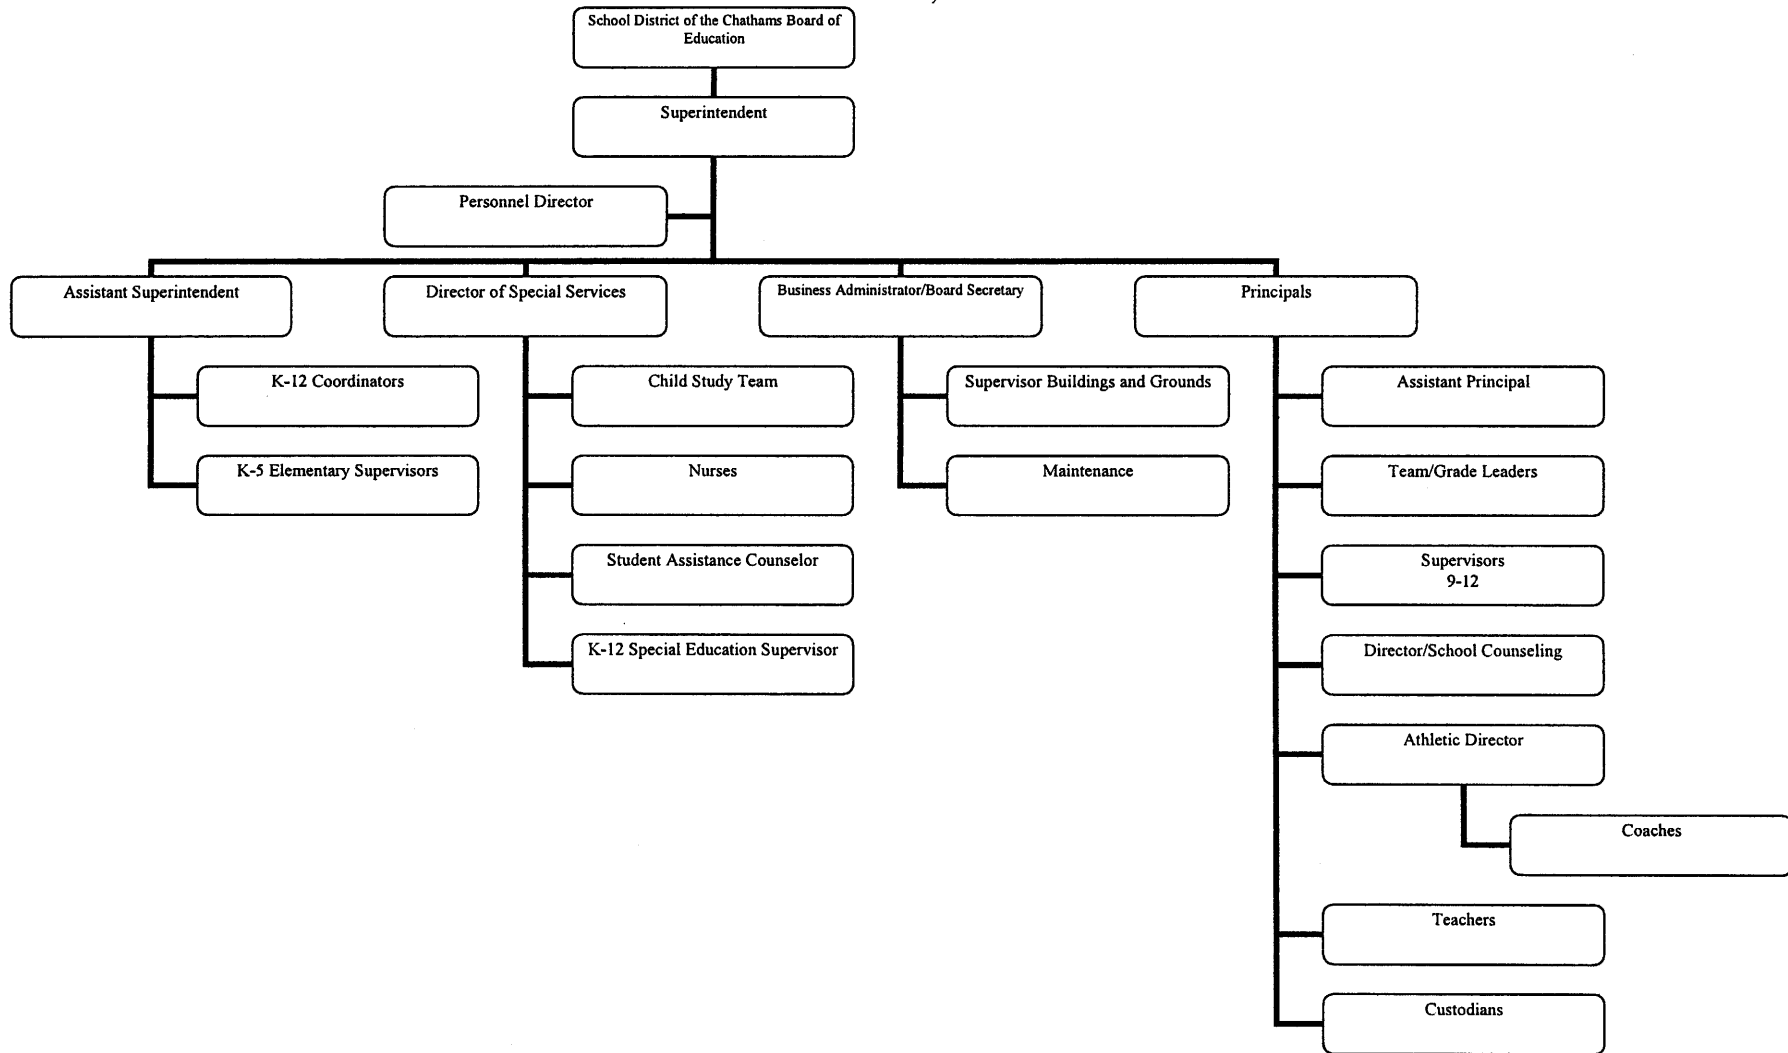 School District of the Chathams Board of
Education
Superintendent
Personnel Director
Assistant Superintendent
Director of Special Services
Business Administrator/Board Secretary
Principals
K-12 Coordinators
Child Study Team
Supervisor Buildings and Grounds
Assistant Principal
K-5 Elementary Supervisors
Nurses
Maintenance
Team/Grade Leaders
Student Assistance Counselor
Supervisors
9-12
K-12 Special Education Supervisor
Director/School Counseling
Athletic Director
Coaches
Teachers
Custodians